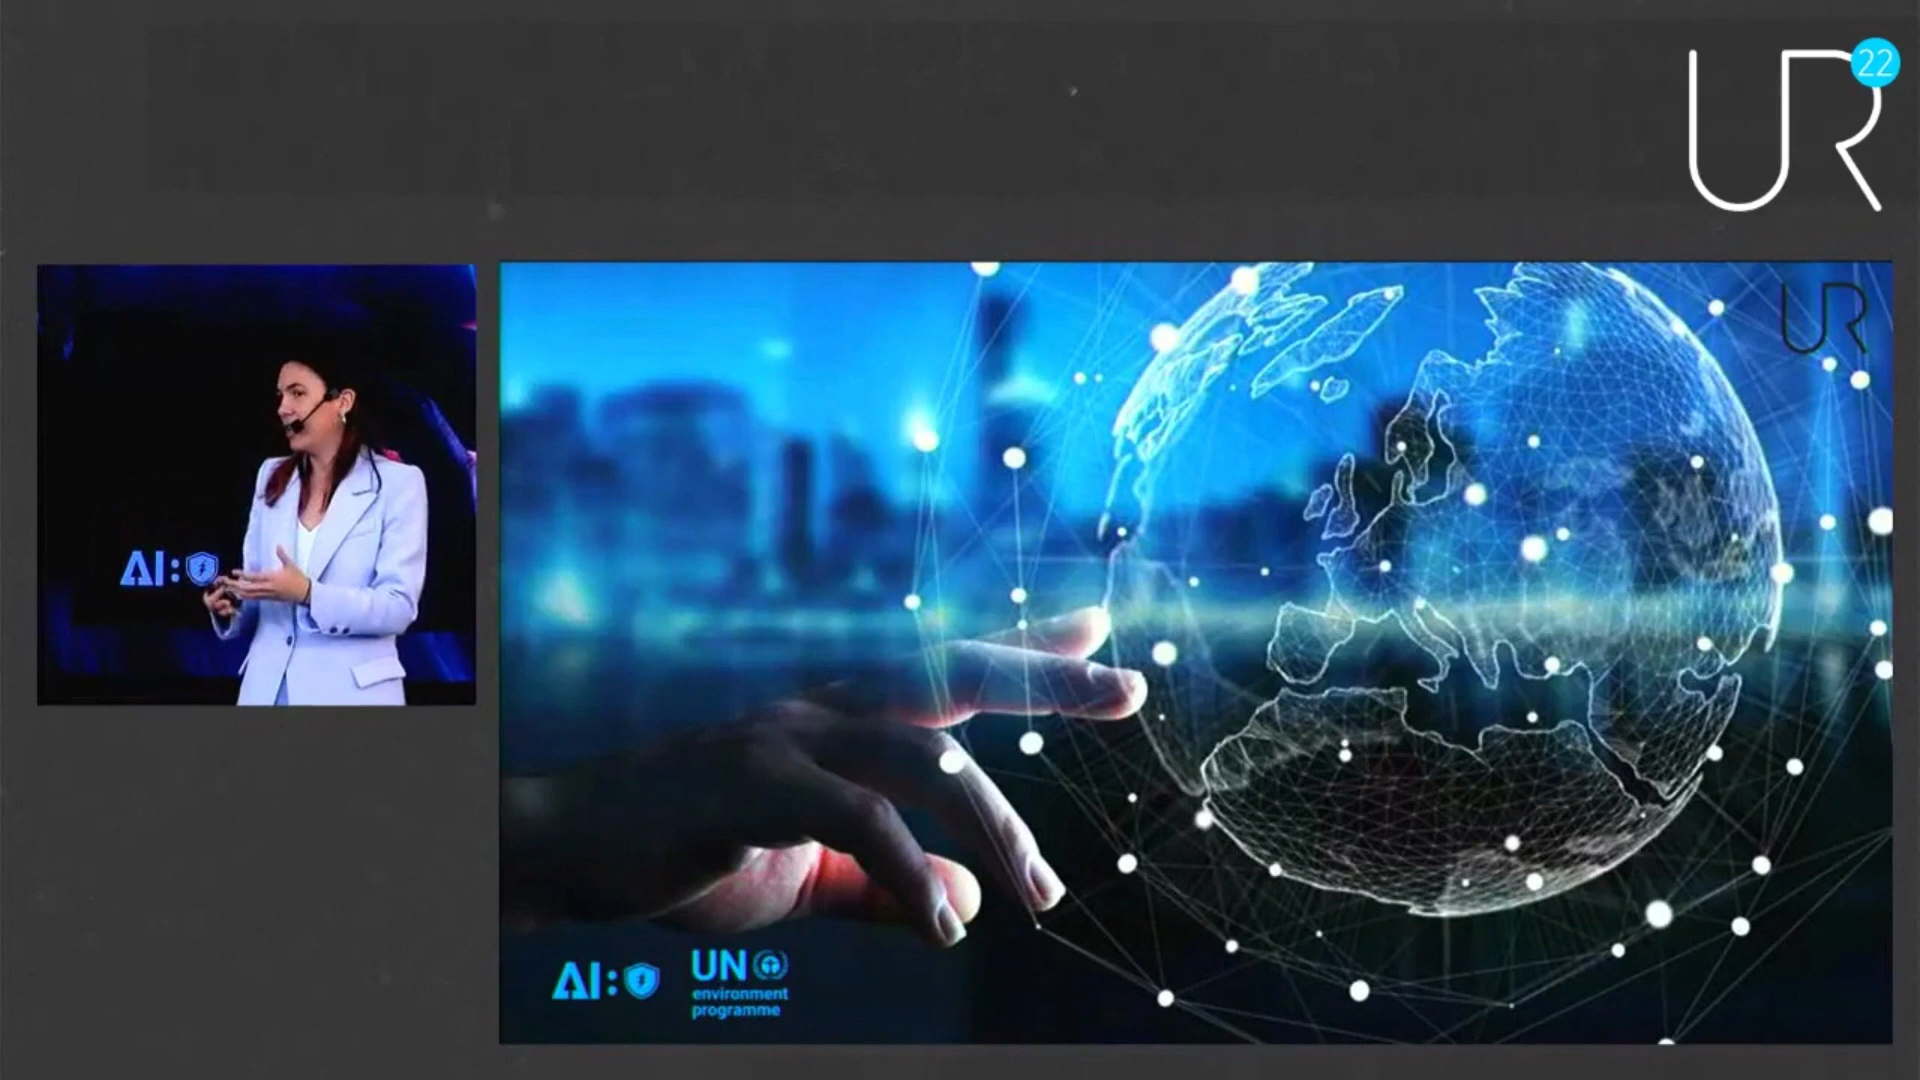 UR
22
AI:
UR
AI:
UN
environment
programme